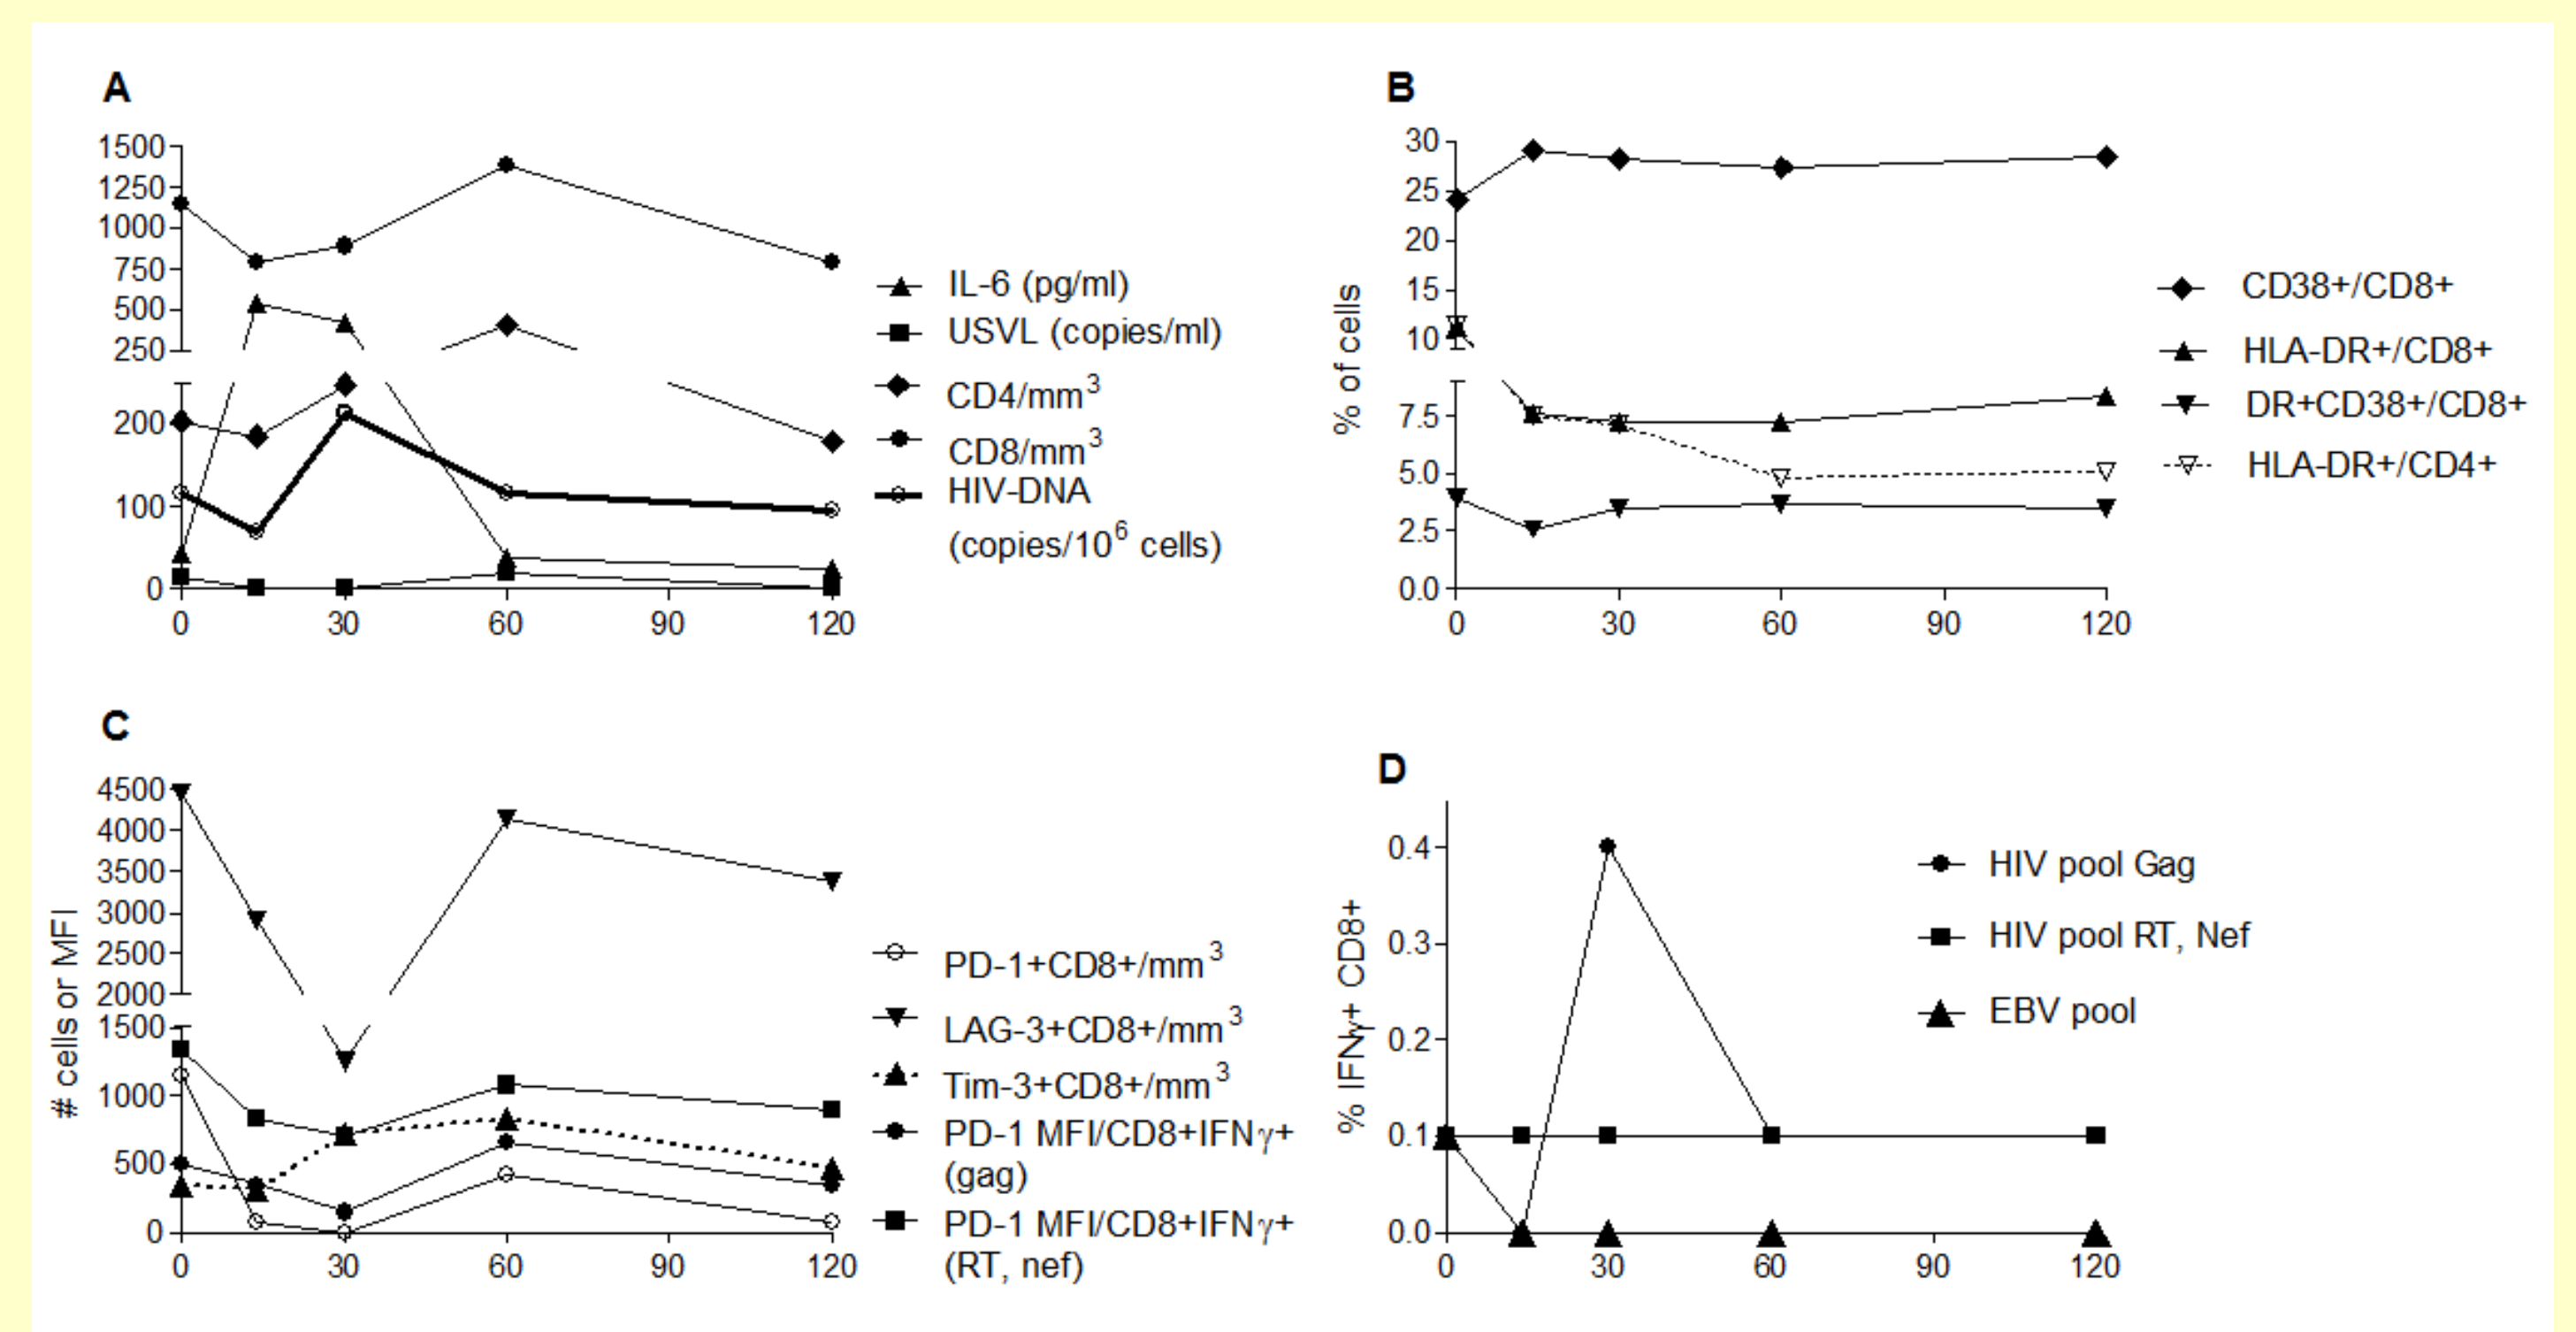 A
1500
1250
1000
750
500
250
200
100
0
0 30 60 90 120
IL-6 (pg/ml)
USVL (copies/ml)
CD4/mm³
CD8/mm³
HIV-DNA
(copies/10⁶ cells)
B
% of cells
30
25
20
15
10
7.5
5.0
2.5
0.0
0 30 60 90 120
CD38+/CD8+
HLA-DR+/CD8+
DR+CD38+/CD8+
HLA-DR+/CD4+
C
# cells or MFI
4500
4000
3500
3000
2500
2000
1500
1000
500
0
0 30 60 90 120
PD-1+CD8+/mm³
LAG-3+CD8+/mm³
Tim-3+CD8+/mm³
PD-1 MFI/CD8+IFNγ+
(gag)
PD-1 MFI/CD8+IFNγ+
(RT, nef)
D
% IFNγ+ CD8+
0.4
0.3
0.2
0.1
0.0
0 30 60 90 120
HIV pool Gag
HIV pool RT, Nef
EBV pool